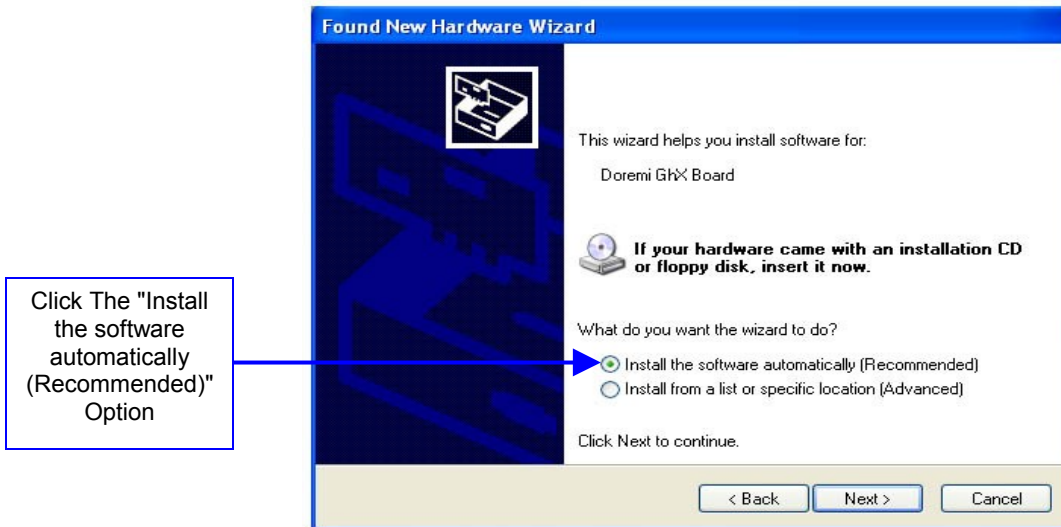 Found New Hardware Wizard
This wizard helps you install software for:
Doremi GhX Board
If your hardware came with an installation CD
or floppy disk, insert it now.
Click The "Install
the software
automatically
(Recommended)"
Option
What do you want the wizard to do?
Install the software automatically (Recommended)
Install from a list or specific location (Advanced)
Click Next to continue.
< Back
Next >
Cancel